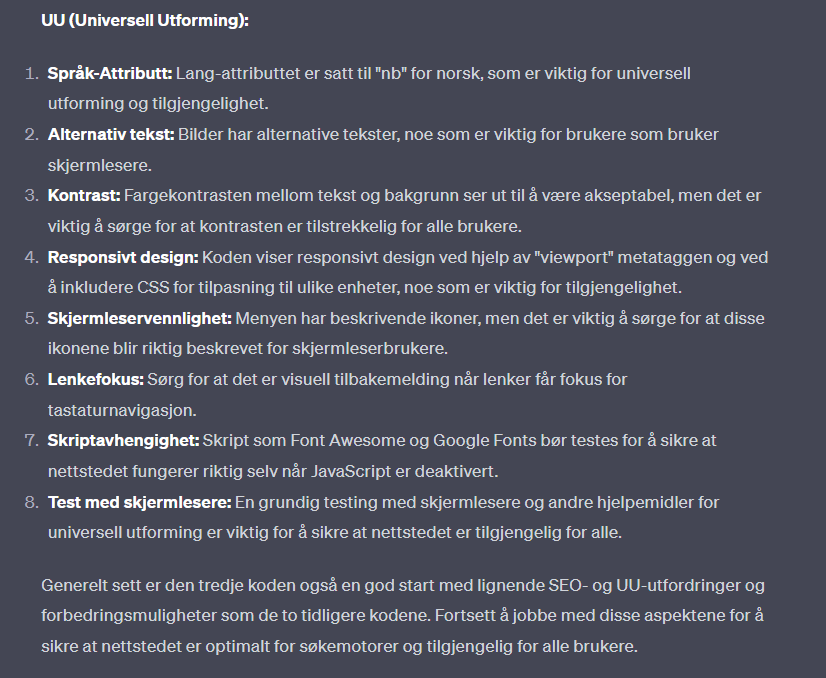 UU (Universell Utforming):
1. Språk-Attributt: Lang-attributtet er satt til "nb" for norsk, som er viktig for universell
utforming og tilgjengelighet.
2. Alternativ tekst: Bilder har alternative tekster, noe som er viktig for brukere som bruker
skjermlesere.
3. Kontrast: Fargekontrasten mellom tekst og bakgrunn ser ut til å være akseptabel, men det er
viktig å sørge for at kontrasten er tilstrekkelig for alle brukere.
4. Responsivt design: Koden viser responsivt design ved hjelp av "viewport" metataggen og ved
å inkludere CSS for tilpasning til ulike enheter, noe som er viktig for tilgjengelighet.
5. Skjermleservennlighet: Menyen har beskrivende ikoner, men det er viktig å sørge for at disse
ikonene blir riktig beskrevet for skjermleserbrukere.
6. Lenkefokus: Sørg for at det er visuell tilbakemelding når lenker får fokus for
tastaturnavigasjon.
7. Skriptavhengighet: Skript som Font Awesome og Google Fonts bør testes for å sikre at
nettstedet fungerer riktig selv når JavaScript er deaktivert.
8. Test med skjermlesere: En grundig testing med skjermlesere og andre hjelpemidler for
universell utforming er viktig for å sikre at nettstedet er tilgjengelig for alle.
Generelt sett er den tredje koden også en god start med lignende SEO- og UU-utfordringer og
forbedringsmuligheter som de to tidligere kodene. Fortsett å jobbe med disse aspektene for å
sikre at nettstedet er optimalt for søkemotorer og tilgjengelig for alle brukere.